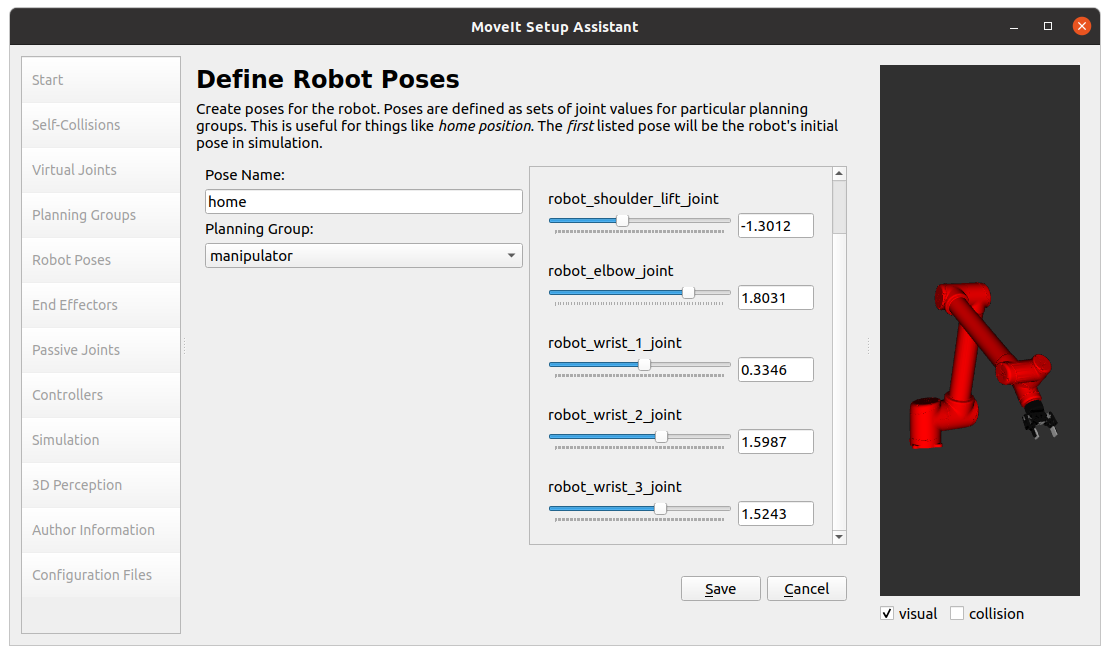 MoveIt Setup Assistant
Start
Self-Collisions
Virtual Joints
Planning Groups
Robot Poses
End Effectors
Passive Joints
Controllers
Simulation
3D Perception
Author Information
Configuration Files
Define Robot Poses
Create poses for the robot. Poses are defined as sets of joint values for particular planning
groups. This is useful for things like home position. The first listed pose will be the robot's initial
pose in simulation.
Pose Name:
home
Planning Group:
manipulator
robot_shoulder_lift_joint
-1.3012
robot_elbow_joint
1.8031
robot_wrist_1_joint
0.3346
robot_wrist_2_joint
1.5987
robot_wrist_3_joint
1.5243
Save
Cancel
visual
collision